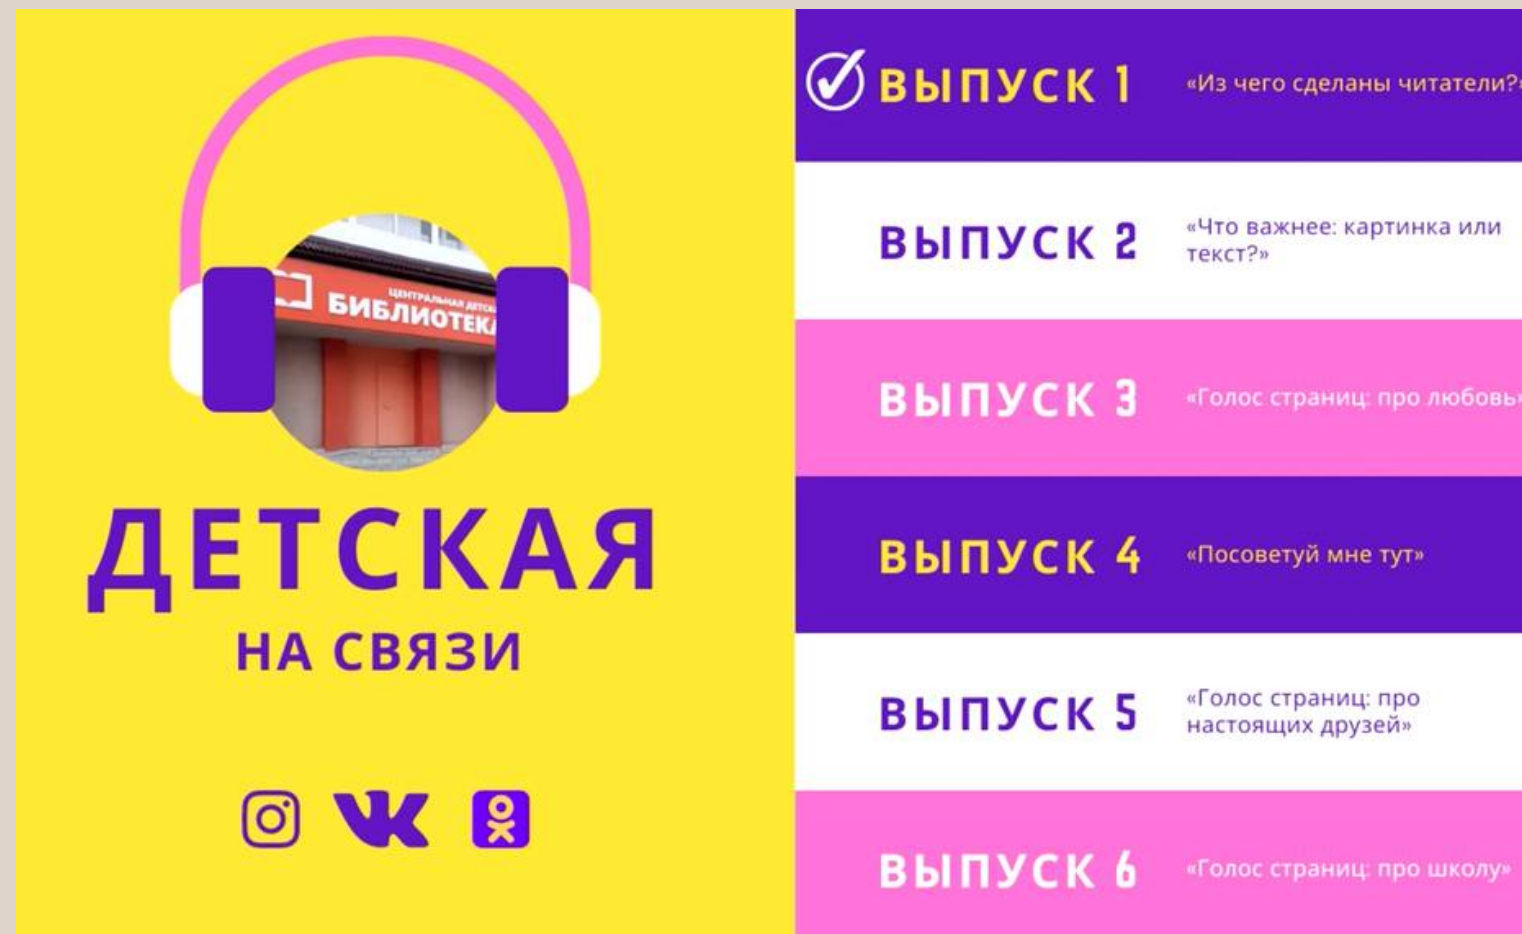 ЦЕНТРАЛЬНАЯ
БИБЛИОТЕКА
ДЕТСКАЯ
НА СВЯЗИ
ВЫПУСК 1
«Из чего сделаны читатели?»
ВЫПУСК 2
«Что важнее: картинка или
текст?»
ВЫПУСК 3
«Голос страниц: про любовь»
ВЫПУСК 4
«Посоветуй мне тут»
ВЫПУСК 5
«Голос страниц: про
настоящих друзей»
ВЫПУСК 6
«Голос страниц: про школу»